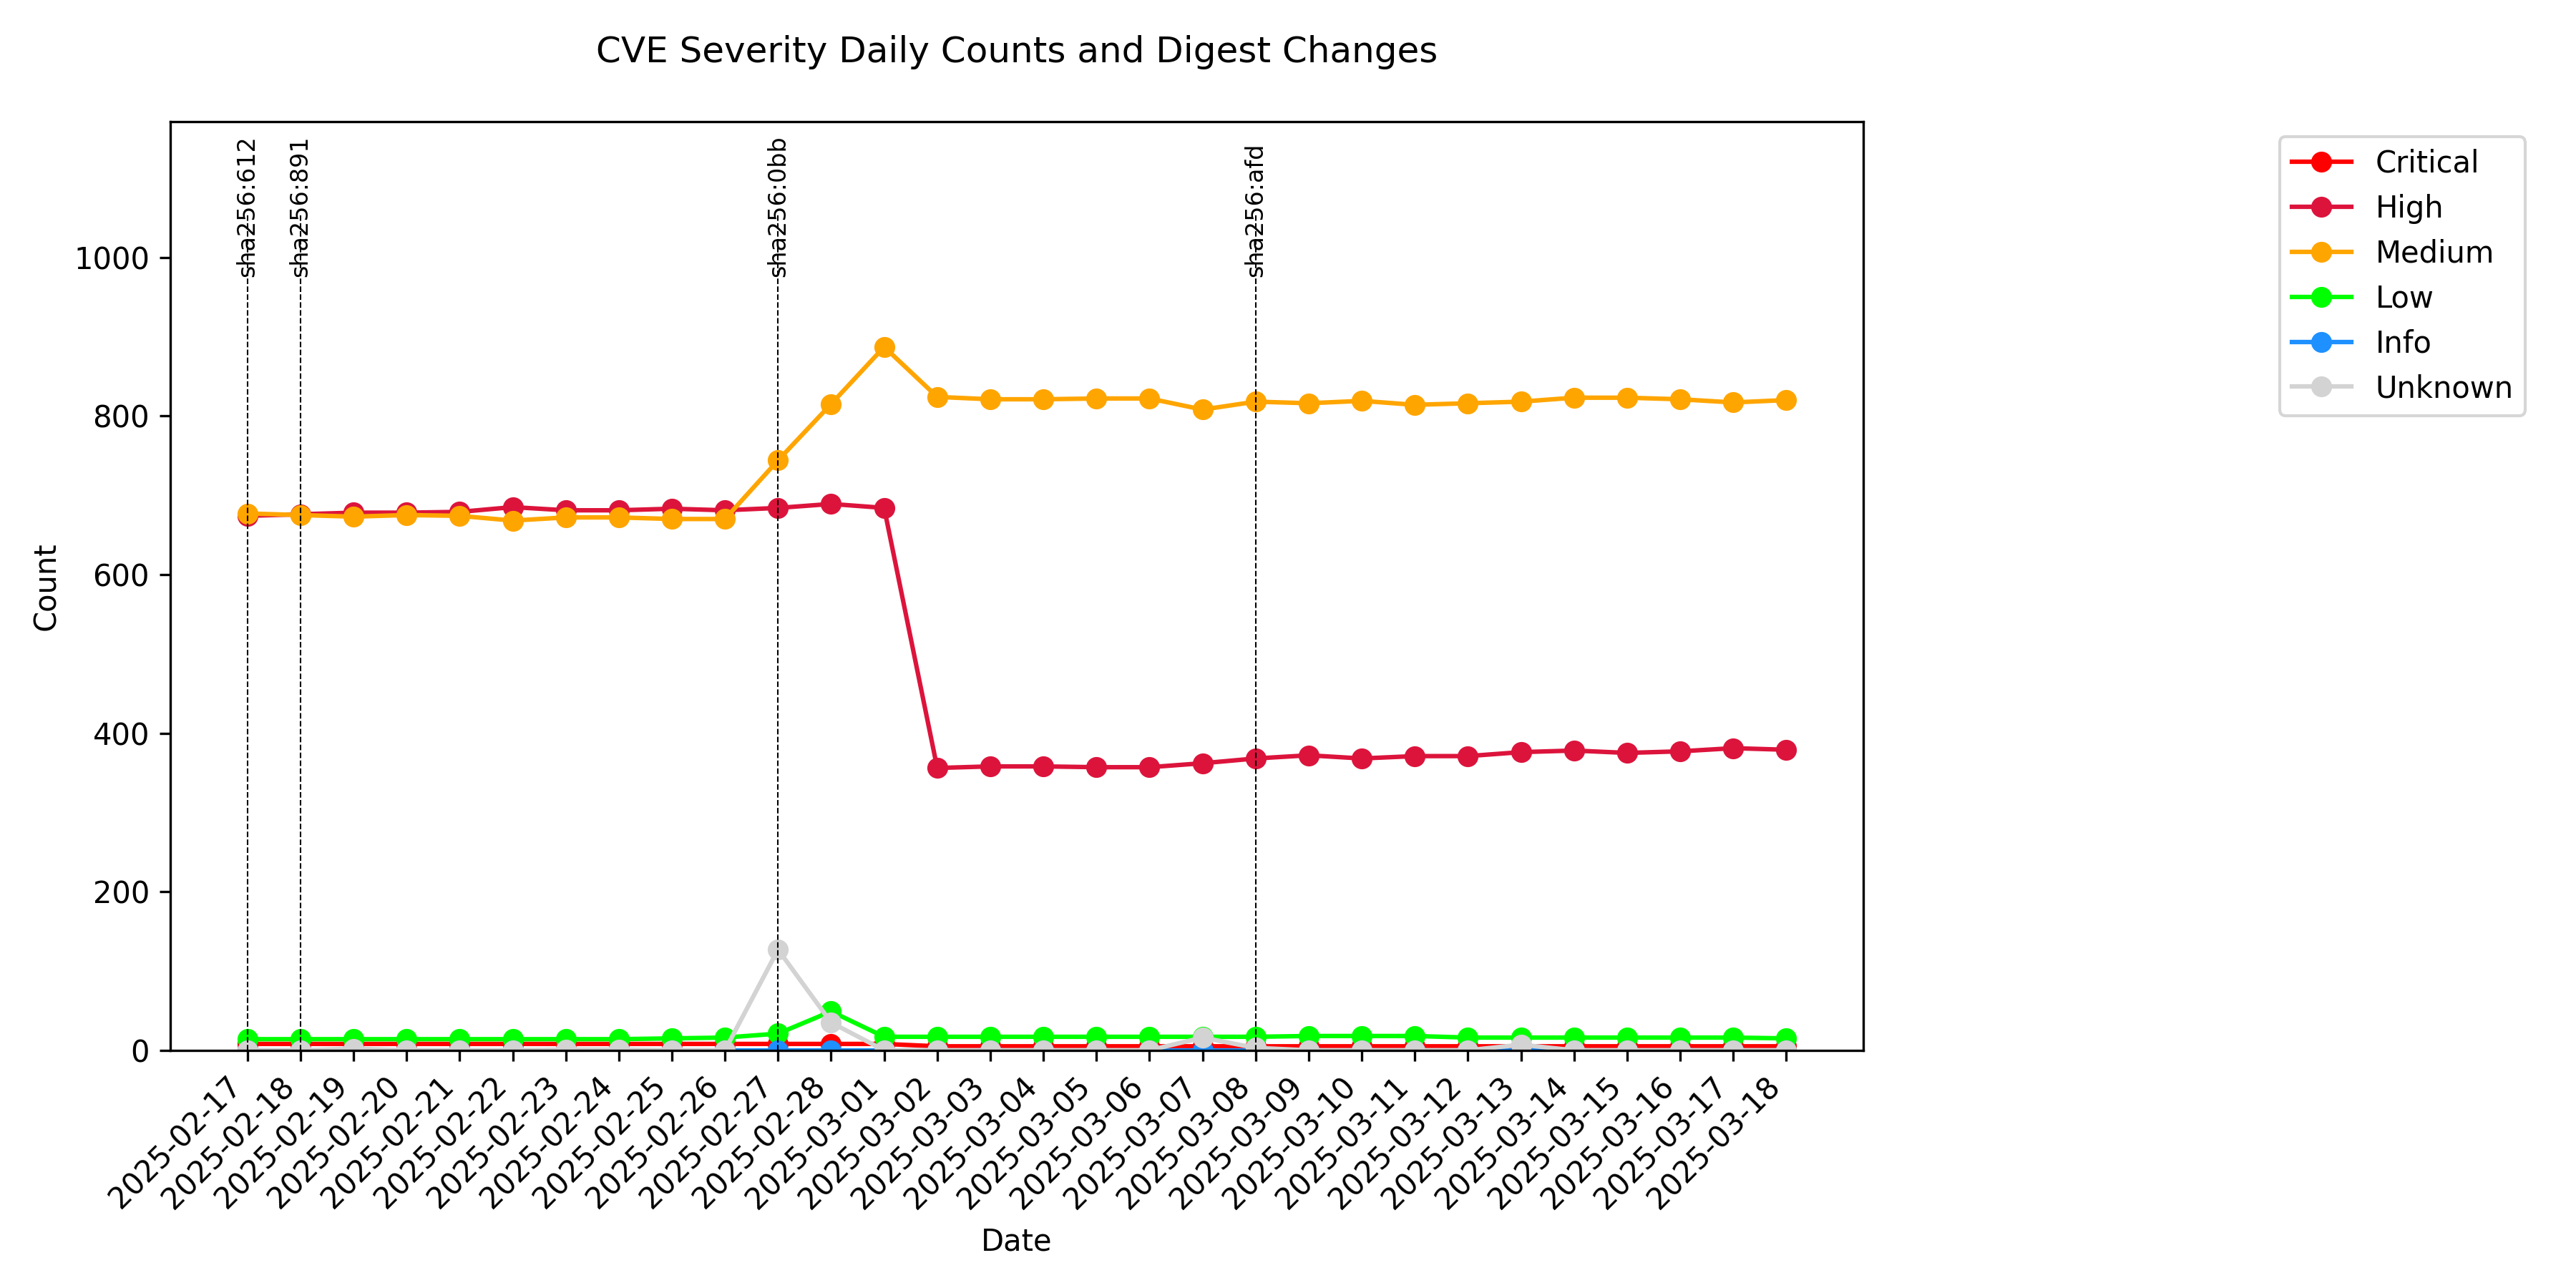 CVE Severity Daily Counts and Digest Changes
sha256:612
sha256:891
sha256:0bb
sha256:afd
Critical
High
Medium
Low
Info
Unknown
1000
800
600
400
200
0
Count
2025-02-17
2025-02-18
2025-02-19
2025-02-20
2025-02-21
2025-02-22
2025-02-23
2025-02-24
2025-02-25
2025-02-26
2025-02-27
2025-02-28
2025-03-01
2025-03-02
2025-03-03
2025-03-04
2025-03-05
2025-03-06
2025-03-07
2025-03-08
2025-03-09
2025-03-10
2025-03-11
2025-03-12
2025-03-13
2025-03-14
2025-03-15
2025-03-16
2025-03-17
2025-03-18
Date